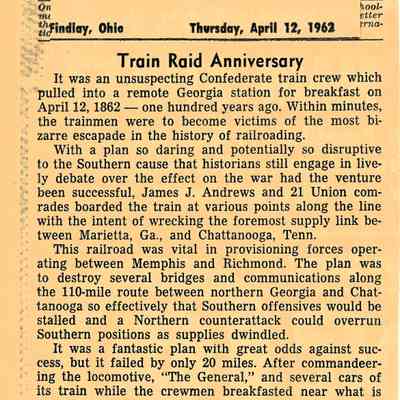 On hool-
mu etter
the rna-
tic
Findlay, Ohio Thursday, April 12, 1962
Train Raid Anniversary
It was an unsuspecting Confederate train crew which
pulled into a remote Georgia station for breakfast on
April 12, 1862 — one hundred years ago. Within minutes,
the trainmen were to become victims of the most bi-
zarre escapade in the history of railroading.
With a plan so daring and potentially so disruptive
to the Southern cause that historians still engage in live-
ly debate over the effect on the war had the venture
been successful, James J. Andrews and 21 Union com-
rades boarded the train at various points along the line
with the intent of wrecking the foremost supply link be-
tween Marietta, Ga., and Chattanooga, Tenn.
This railroad was vital in provisioning forces oper-
ating between Memphis and Richmond. The plan was
to destroy several bridges and communications along
the 110-mile route between northern Georgia and Chat-
tanooga so effectively that Southern offensives would be
stalled and a Northern counterattack could overrun
Southern positions as supplies dwindled.
It was a fantastic plan with great odds against suc-
cess, but it failed by only 20 miles. After commandeer-
ing the locomotive, "The General," and several cars of
its train while the crewmen breakfasted near what is